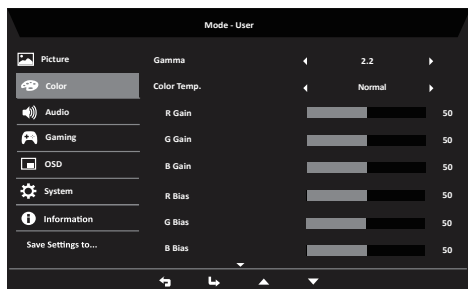 Mode - User
Picture
Gamma 2.2
Color
Color Temp. Normal
Audio
R Gain 50
Gaming
G Gain 50
OSD
B Gain 50
System
R Bias 50
Information
G Bias 50
Save Settings to...
B Bias 50